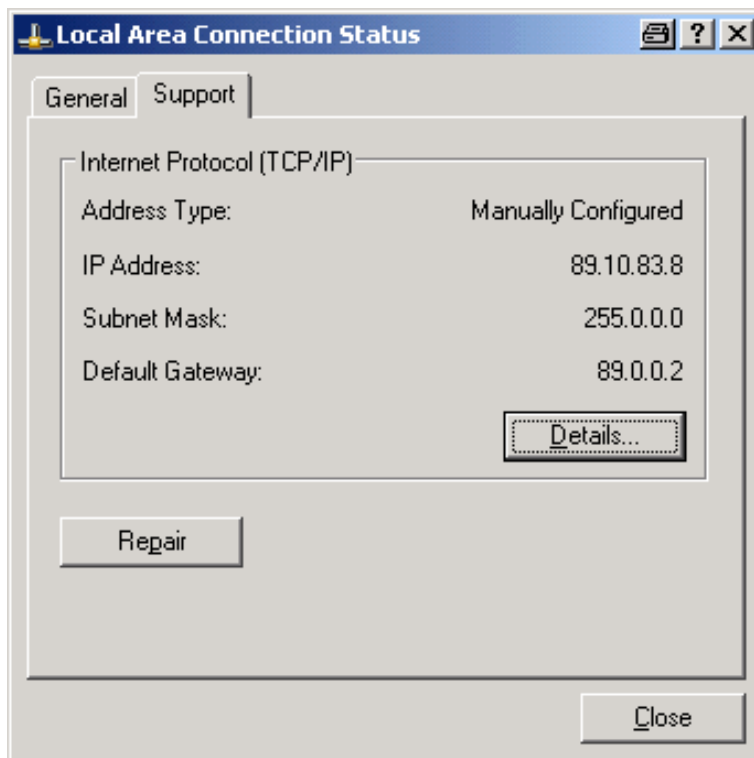 Local Area Connection Status
General
Support
Internet Protocol (TCP/IP)
Address Type: Manually Configured
IP Address: 89.10.83.8
Subnet Mask: 255.0.0.0
Default Gateway: 89.0.0.2
Details...
Repair
Close